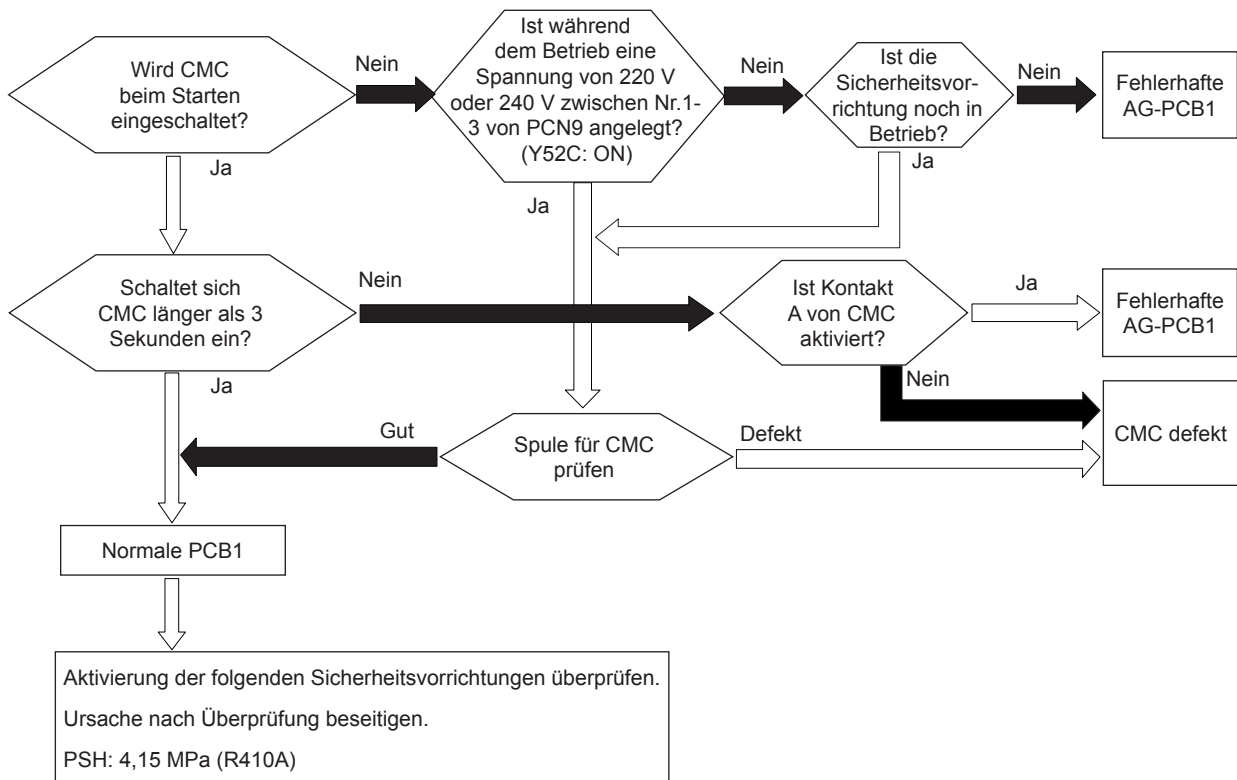 Wird CMC
beim Starten
eingeschaltet?
Nein
Ist während
dem Betrieb eine
Spannung von 220 V
oder 240 V zwischen Nr.1-
3 von PCN9 angelegt?
(Y52C: ON)
Nein
Ist die
Sicherheitsvor-
richtung noch in
Betrieb?
Nein
Fehlerhafte
AG-PCB1
Ja
Ja
Ja
Schaltet sich
CMC länger als 3
Sekunden ein?
Nein
Ist Kontakt
A von CMC
aktiviert?
Ja
Fehlerhafte
AG-PCB1
Ja
Nein
Gut
Spule für CMC
prüfen
Defekt
CMC defekt
Normale PCB1
Aktivierung der folgenden Sicherheitsvorrichtungen überprüfen.
Ursache nach Überprüfung beseitigen.
PSH: 4,15 MPa (R410A)